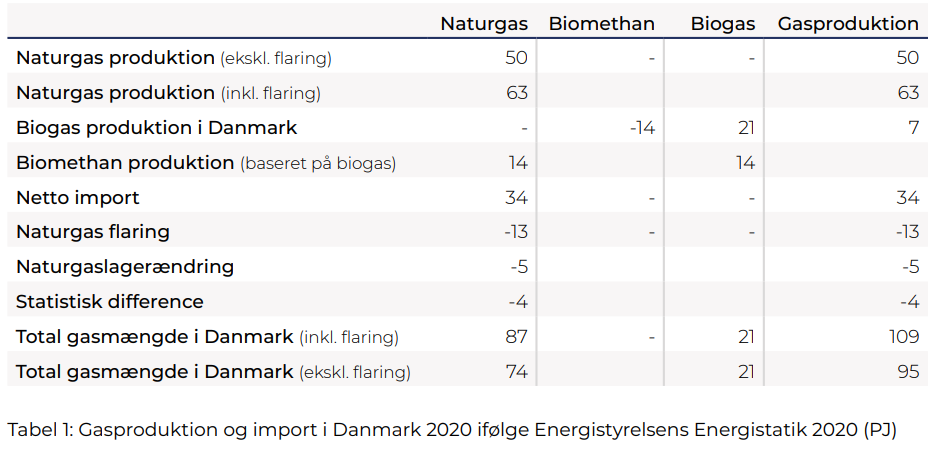 Naturgas Biomethan Biogas Gasproduktion
Naturgas produktion (ekskl. flaring) 50 - - 50
Naturgas produktion (inkl. flaring) 63 63
Biogas produktion i Danmark - -14 21 7
Biomethan produktion (baseret på biogas) 14 14
Netto import 34 - - 34
Naturgas flaring -13 - - -13
Naturgaslagerændring -5 -5
Statistisk difference -4 -4
Total gasmængde i Danmark (inkl. flaring) 87 - 21 109
Total gasmængde i Danmark (ekskl. flaring) 74 21 95
Tabel 1: Gasproduktion og import i Danmark 2020 ifølge Energistyrelsens Energistatik 2020 (PJ)